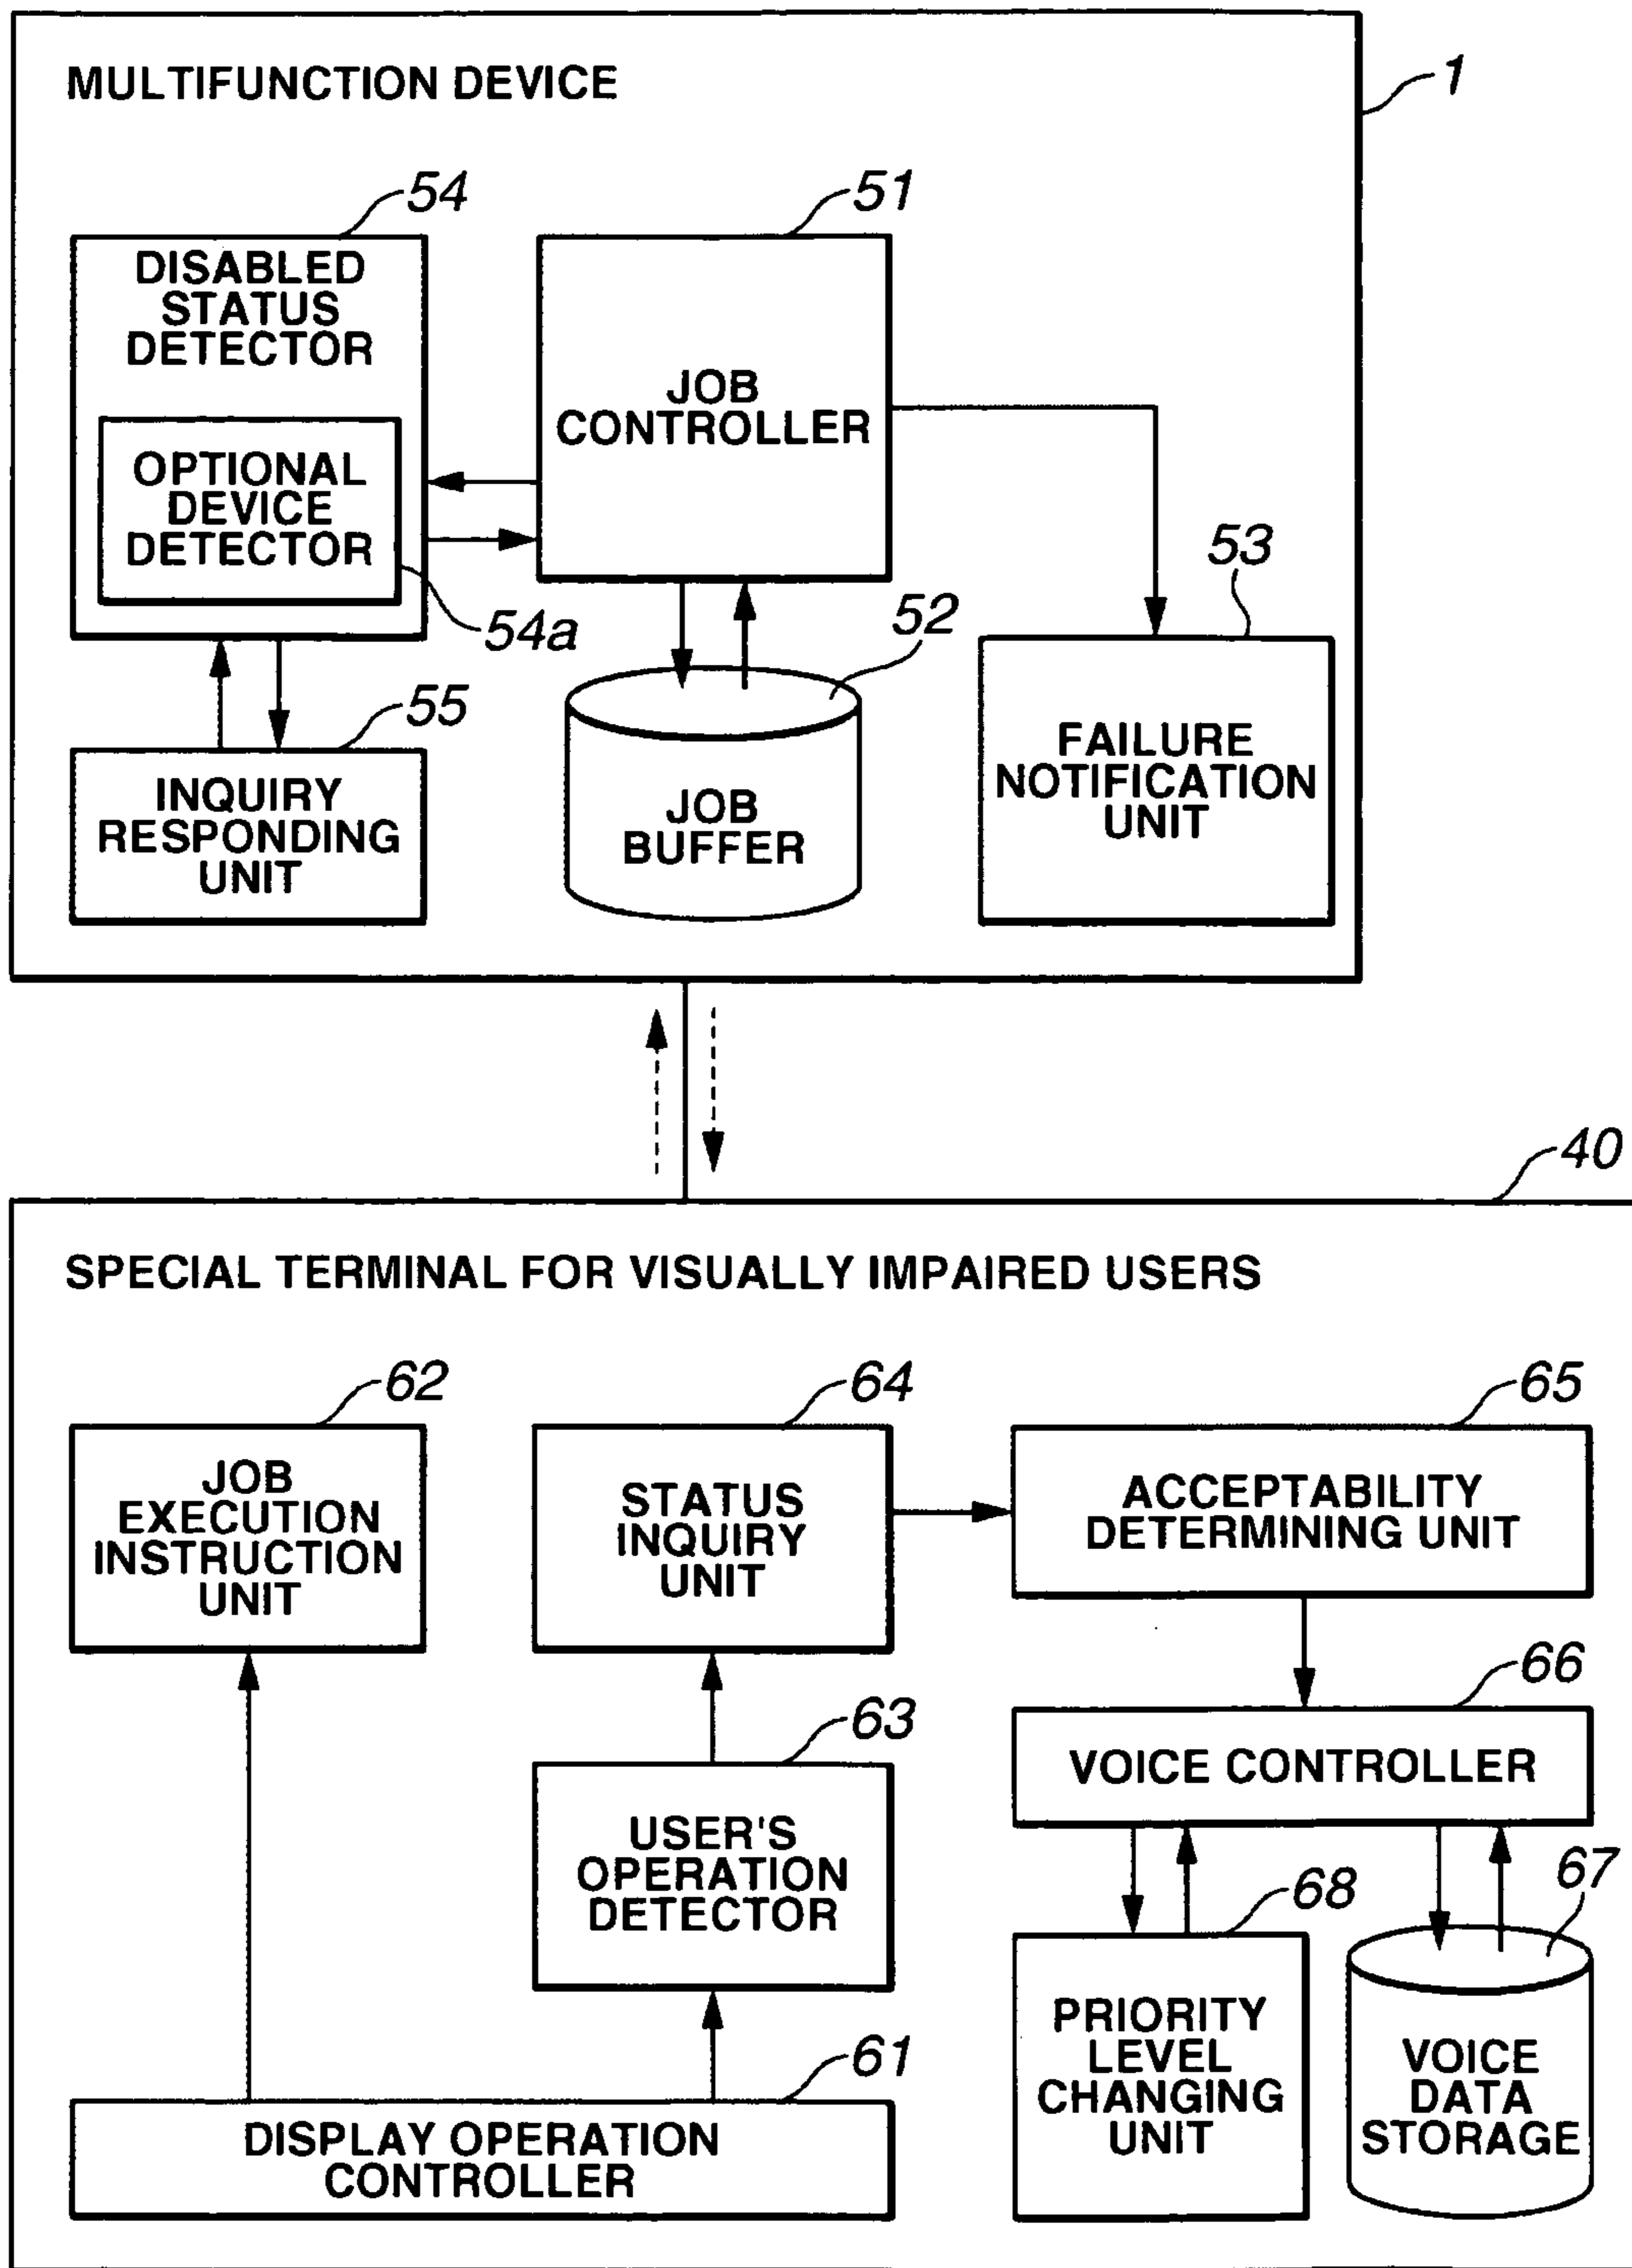 MULTIFUNCTION DEVICE
1
54
51
DISABLED
STATUS
DETECTOR
JOB
CONTROLLER
OPTIONAL
DEVICE
DETECTOR
54a
52
53
55
INQUIRY
RESPONDING
UNIT
JOB
BUFFER
FAILURE
NOTIFICATION
UNIT
40
SPECIAL TERMINAL FOR VISUALLY IMPAIRED USERS
62
64
65
JOB
EXECUTION
INSTRUCTION
UNIT
STATUS
INQUIRY
UNIT
ACCEPTABILITY
DETERMINING UNIT
66
63
VOICE CONTROLLER
USER'S
OPERATION
DETECTOR
68
67
PRIORITY
LEVEL
CHANGING
UNIT
VOICE
DATA
STORAGE
61
DISPLAY OPERATION
CONTROLLER